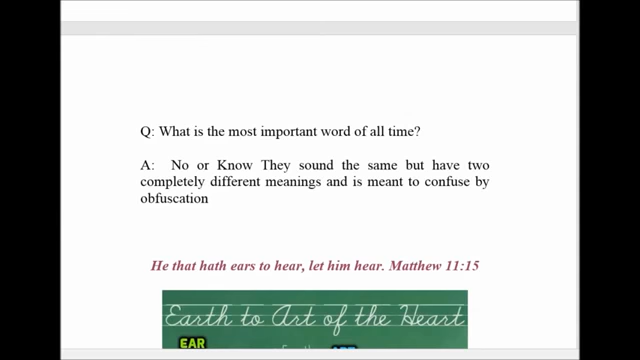 Q: What is the most important word of all time?
A: No or Know They sound the same but have two
completely different meanings and is meant to confuse by
obfuscation
He that hath ears to hear, let him hear. Matthew 11:15
Earth to Art of the Heart
EAR